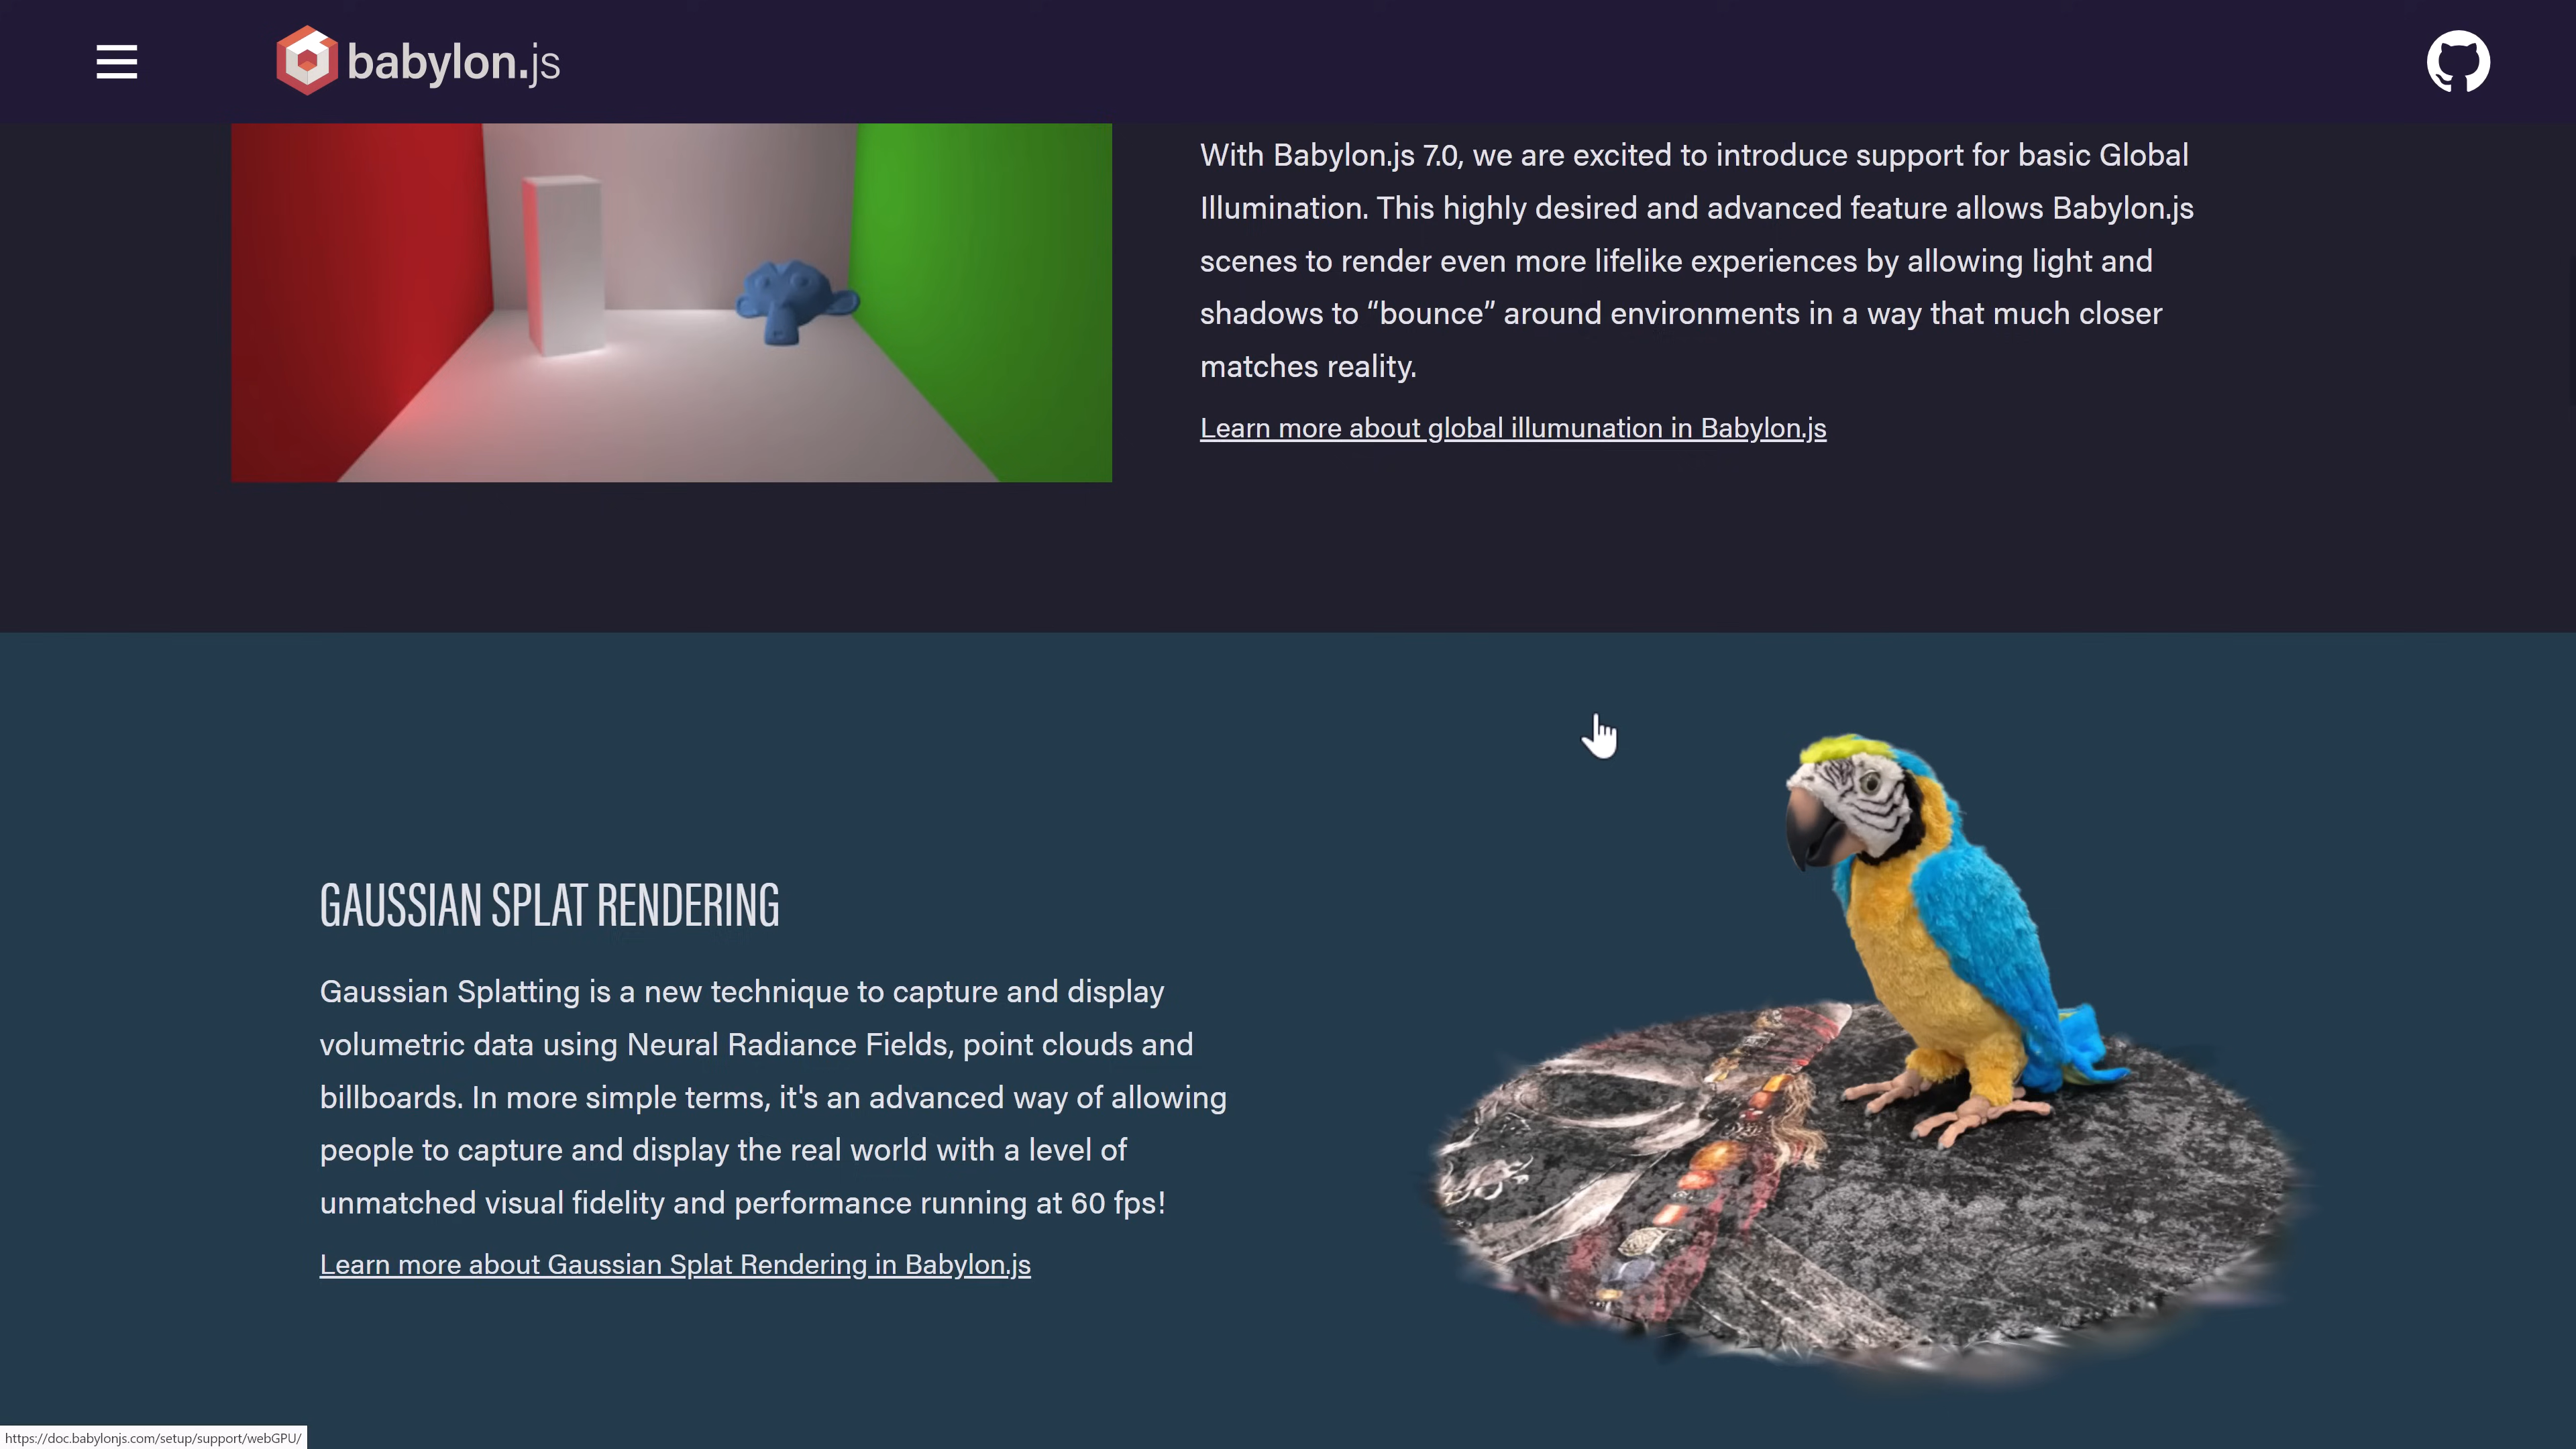 babylon.js
With Babylon.js 7.0, we are excited to introduce support for basic Global
Illumination. This highly desired and advanced feature allows Babylon.js
scenes to render even more lifelike experiences by allowing light and
shadows to “bounce” around environments in a way that much closer
matches reality.
Learn more about global illumunation in Babylon.js
GAUSSIAN SPLAT RENDERING
Gaussian Splatting is a new technique to capture and display
volumetric data using Neural Radiance Fields, point clouds and
billboards. In more simple terms, it's an advanced way of allowing
people to capture and display the real world with a level of
unmatched visual fidelity and performance running at 60 fps!
Learn more about Gaussian Splat Rendering in Babylon.js
https://doc.babylonjs.com/setup/support/webGPU/